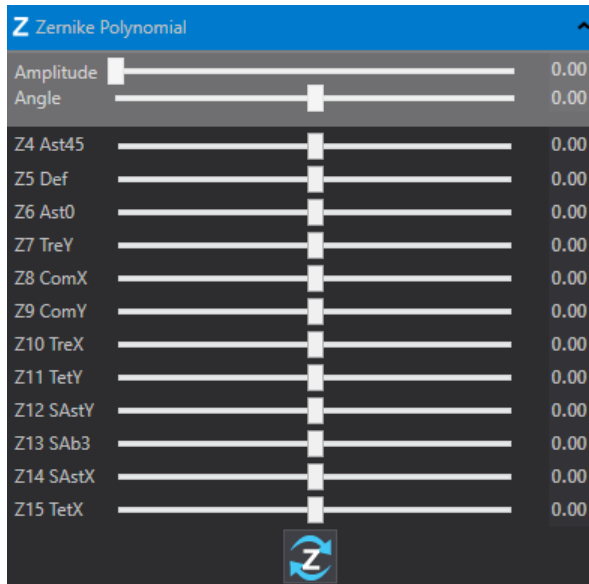 Z Zernike Polynomial
Amplitude 0.00
Angle 0.00
Z4 Ast45 0.00
Z5 Def 0.00
Z6 Ast0 0.00
Z7 TreY 0.00
Z8 ComX 0.00
Z9 ComY 0.00
Z10 TreX 0.00
Z11 TetY 0.00
Z12 SAstY 0.00
Z13 SAb3 0.00
Z14 SAstX 0.00
Z15 TetX 0.00
Z